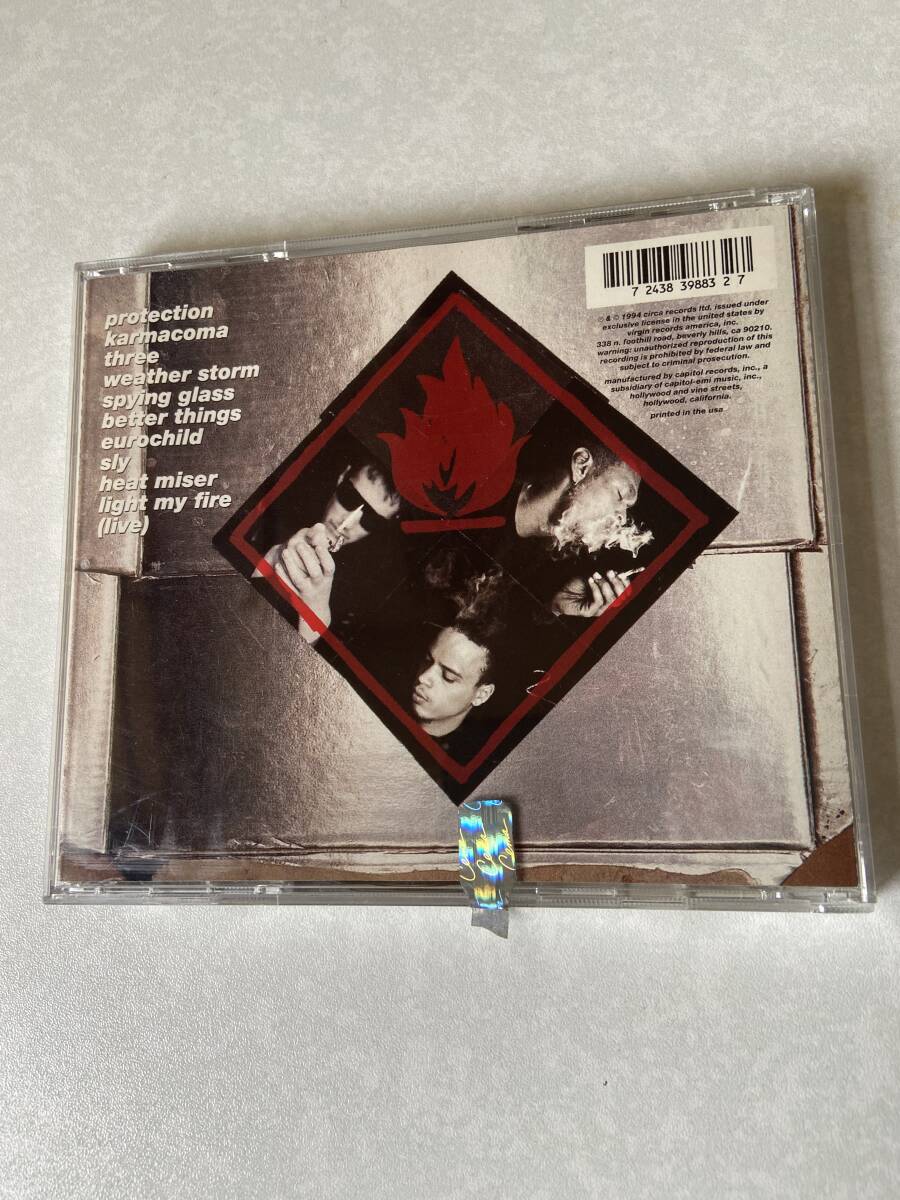 protection
karmacoma
three
weather storm
spying glass
better things
eurochild
sly
heat miser
light my fire
(live)
7 24383 98832 7
℗ & © 1994 circa records ltd. issued under
exclusive license in the united states by
virgin records america, inc.
338 n. foothill road, beverly hills, ca 90210.
warning: unauthorized reproduction of this
recording is prohibited by federal law and
subject to criminal prosecution.
manufactured by capitol records, inc., a
subsidiary of capitol-emi music, inc.,
hollywood and vine streets,
hollywood, california.
printed in the usa
Cema
Cema